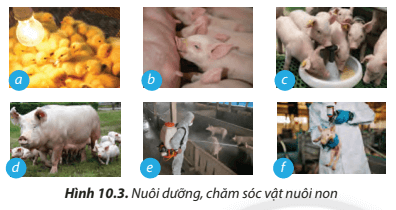 a
b
c
d
e
f
Hình 10.3. Nuôi dưỡng, chăm sóc vật nuôi non